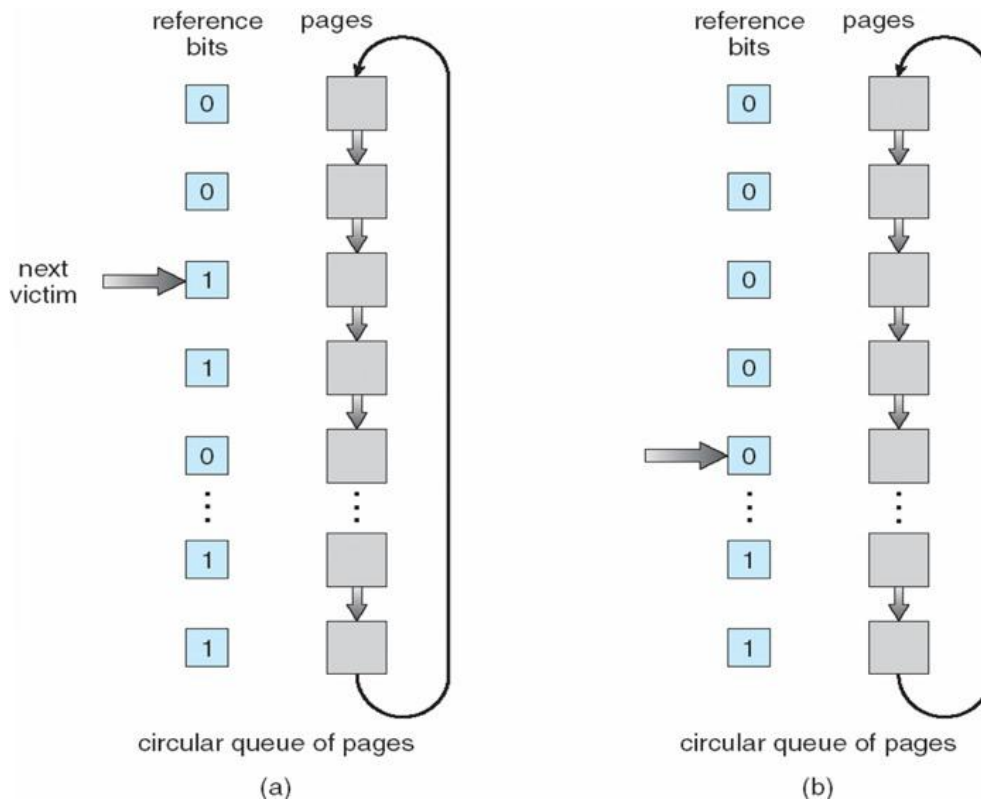 reference pages
bits
0
0
next
victim
1
1
0
1
1
circular queue of pages
(a)
reference pages
bits
0
0
0
0
0
1
1
circular queue of pages
(b)